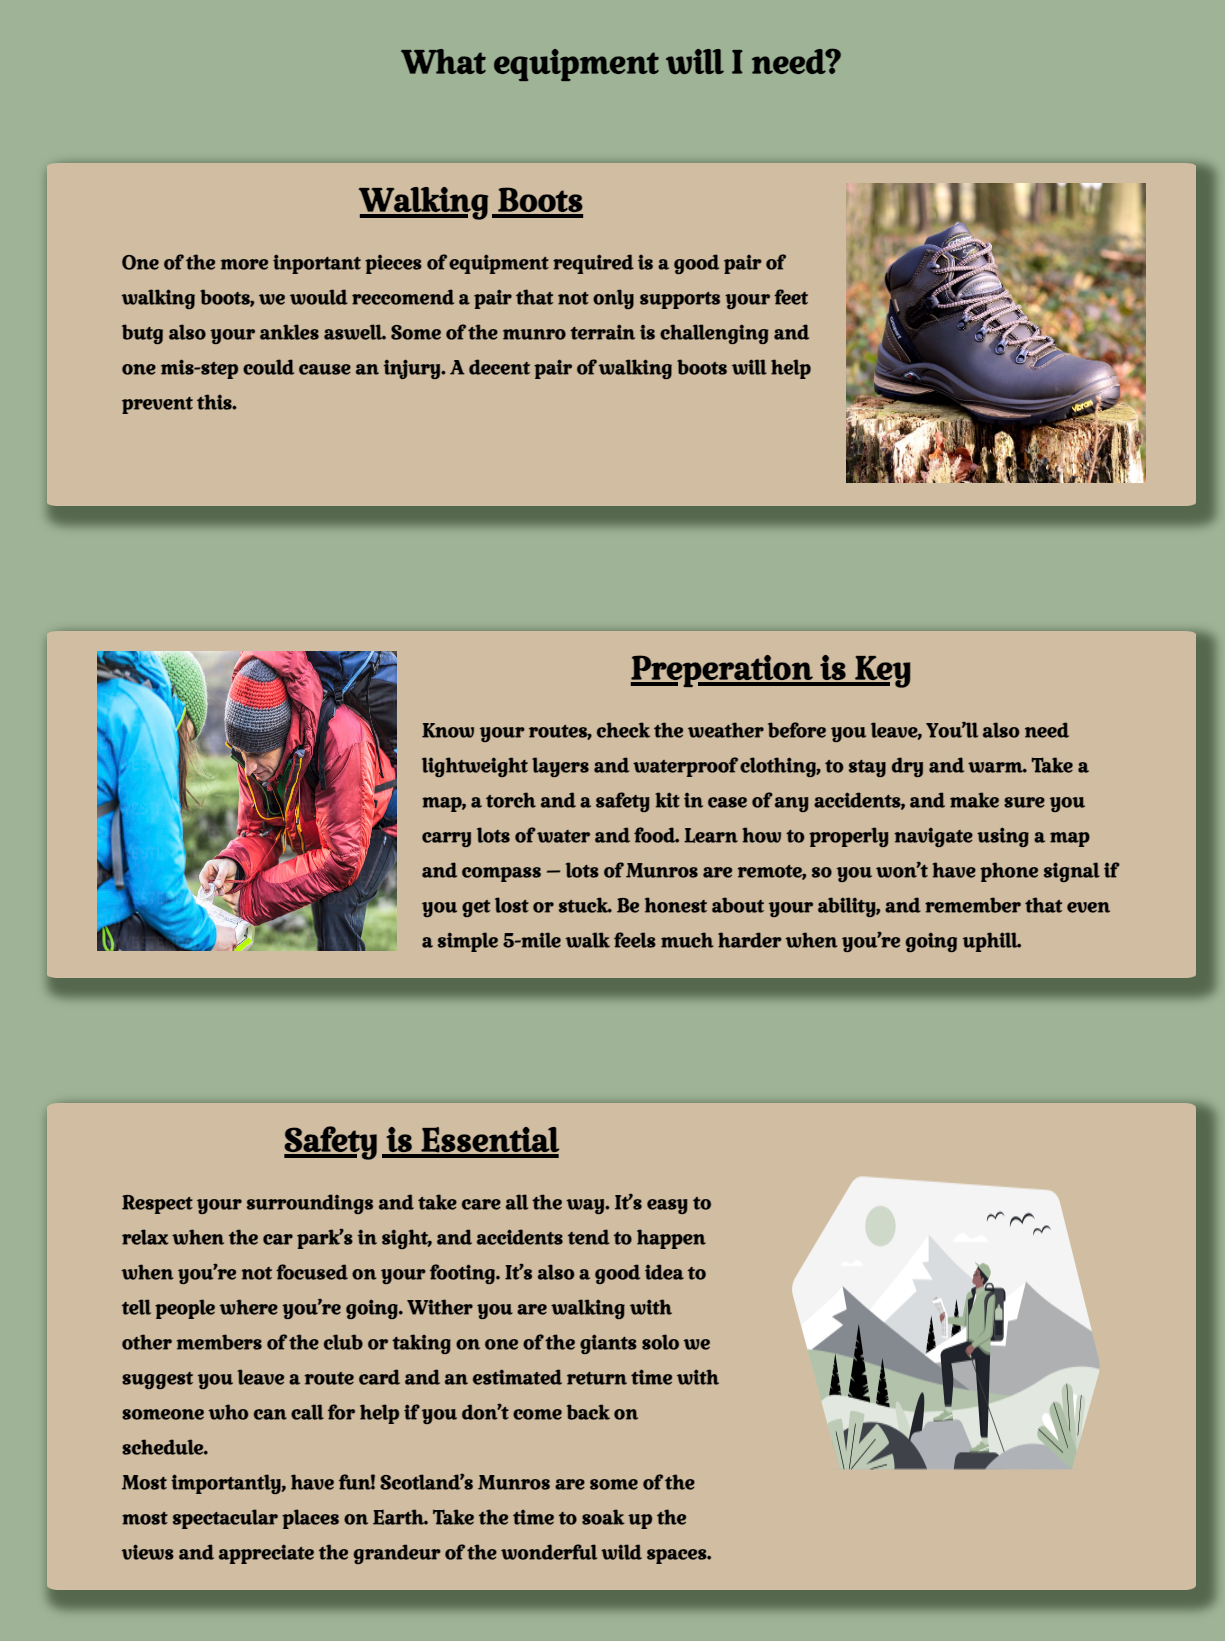 What equipment will I need?
Walking Boots
One of the more inportant pieces of equipment required is a good pair of
walking boots, we would reccomend a pair that not only supports your feet
butg also your ankles aswell. Some of the munro terrain is challenging and
one mis-step could cause an injury. A decent pair of walking boots will help
prevent this.
Vibram
Preperation is Key
Know your routes, check the weather before you leave, You’ll also need
lightweight layers and waterproof clothing, to stay dry and warm. Take a
map, a torch and a safety kit in case of any accidents, and make sure you
carry lots of water and food. Learn how to properly navigate using a map
and compass – lots of Munros are remote, so you won’t have phone signal if
you get lost or stuck. Be honest about your ability, and remember that even
a simple 5-mile walk feels much harder when you’re going uphill.
Safety is Essential
Respect your surroundings and take care all the way. It’s easy to
relax when the car park’s in sight, and accidents tend to happen
when you’re not focused on your footing. It’s also a good idea to
tell people where you’re going. Wither you are walking with
other members of the club or taking on one of the giants solo we
suggest you leave a route card and an estimated return time with
someone who can call for help if you don’t come back on
schedule.
Most importantly, have fun! Scotland’s Munros are some of the
most spectacular places on Earth. Take the time to soak up the
views and appreciate the grandeur of the wonderful wild spaces.